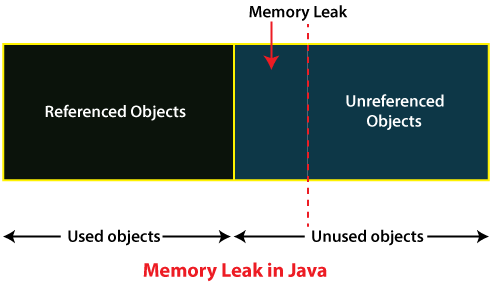 Memory Leak
Referenced Objects
Unreferenced
Objects
Used objects
Unused objects
Memory Leak in Java